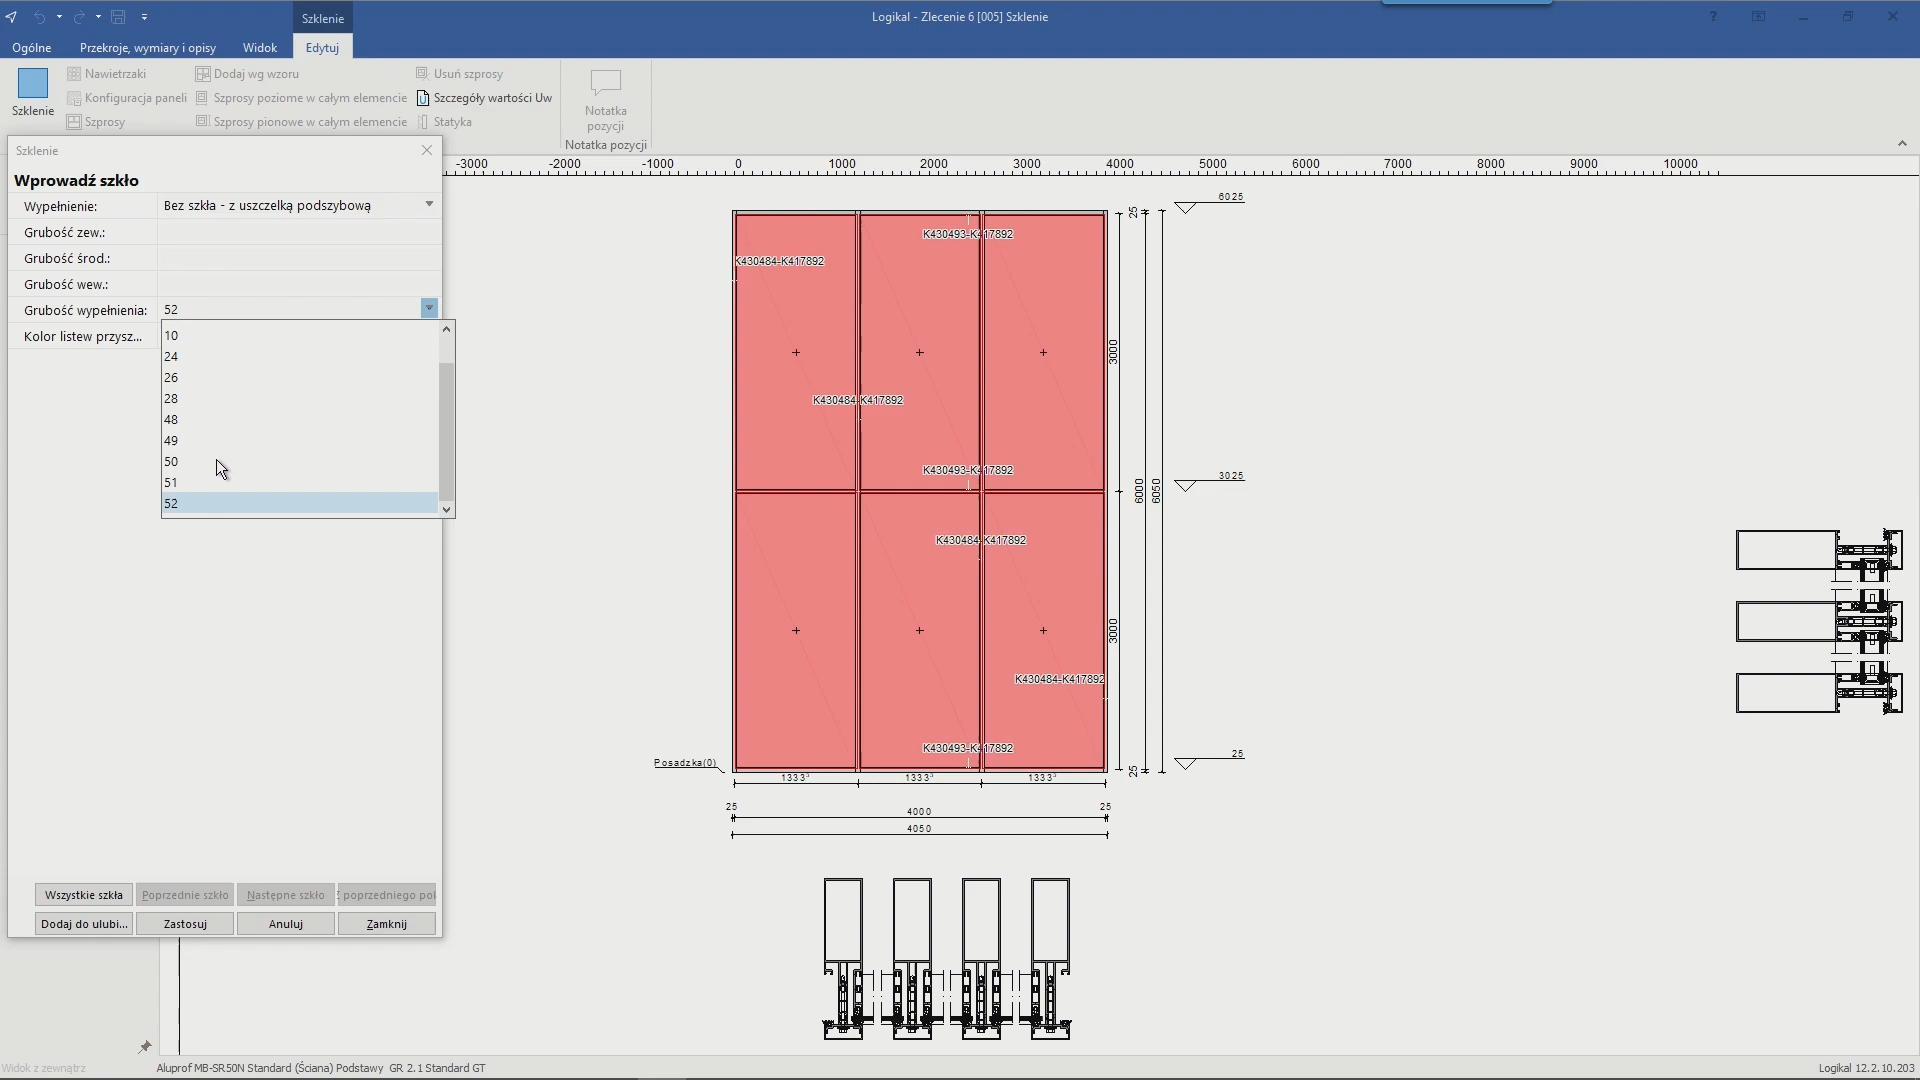 Szklenie
Logikal - Zlecenie 6 [005] Szklenie
?
Ogólne
Przekroje, wymiary i opisy
Widok
Edytuj
Szklenie
Nawietrzaki
Konfiguracja paneli
Szprosy
Dodaj wg wzoru
Szprosy poziome w całym elemencie
Szprosy pionowe w całym elemencie
Usuń szprosy
Szczegóły wartości Uw
Statyka
Notatka
pozycji
Notatka pozycji
Szklenie
Wprowadź szkło
Wypełnienie: Bez szkła - z uszczelką podszybową
Grubość zew.:
Grubość środ.:
Grubość wew.:
Grubość wypełnienia: 52
Kolor listew przysz...
10
24
26
28
48
49
50
51
52
Wszystkie szkła
Poprzednie szkło
Następne szkło
poprzedniego pol
Dodaj do ulubi...
Zastosuj
Anuluj
Zamknij
-3000 -2000 -1000 0 1000 2000 3000 4000 5000 6000 7000 8000 9000 10000
6025
25
K430493-K417892
K430484-K417892
3000
K430484-K417892
K430493-K417892
3025
6000
6050
K430484-K417892
3000
K430484-K417892
K430493-K417892
25
Posadzka(0)
25
1333³ 1333³ 1333³
25 25
4000
4050
Widok z zewnątrz
Aluprof MB-SR50N Standard (Ściana) Podstawy GR 2.1 Standard GT
Logikal 12.2.10.203